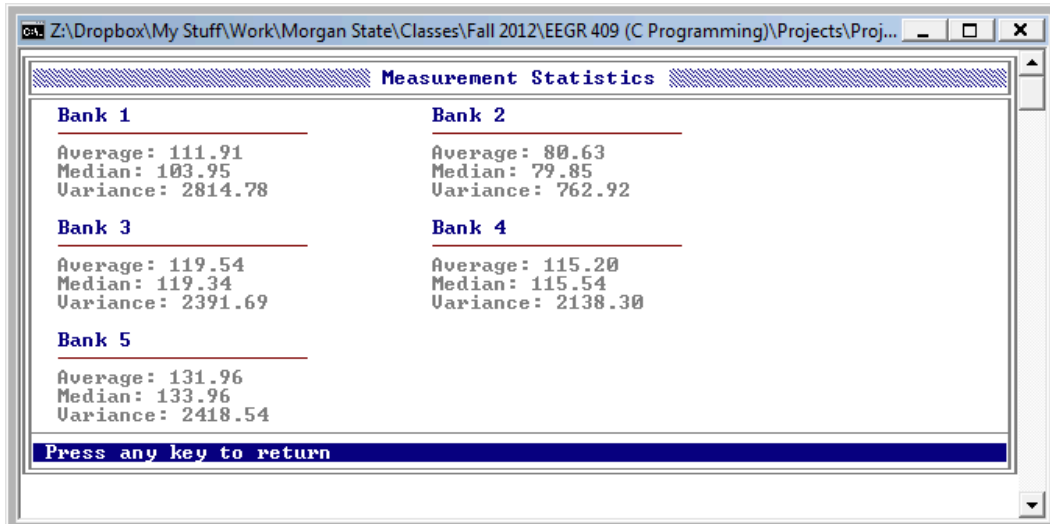 Z:\Dropbox\My Stuff\Work\Morgan State\Classes\Fall 2012\EEGR 409 (C Programming)\Projects\Proj...
Measurement Statistics
Bank 1
Average: 111.91
Median: 103.95
Variance: 2814.78
Bank 2
Average: 80.63
Median: 79.85
Variance: 762.92
Bank 3
Average: 119.54
Median: 119.34
Variance: 2391.69
Bank 4
Average: 115.20
Median: 115.54
Variance: 2138.30
Bank 5
Average: 131.96
Median: 133.96
Variance: 2418.54
Press any key to return